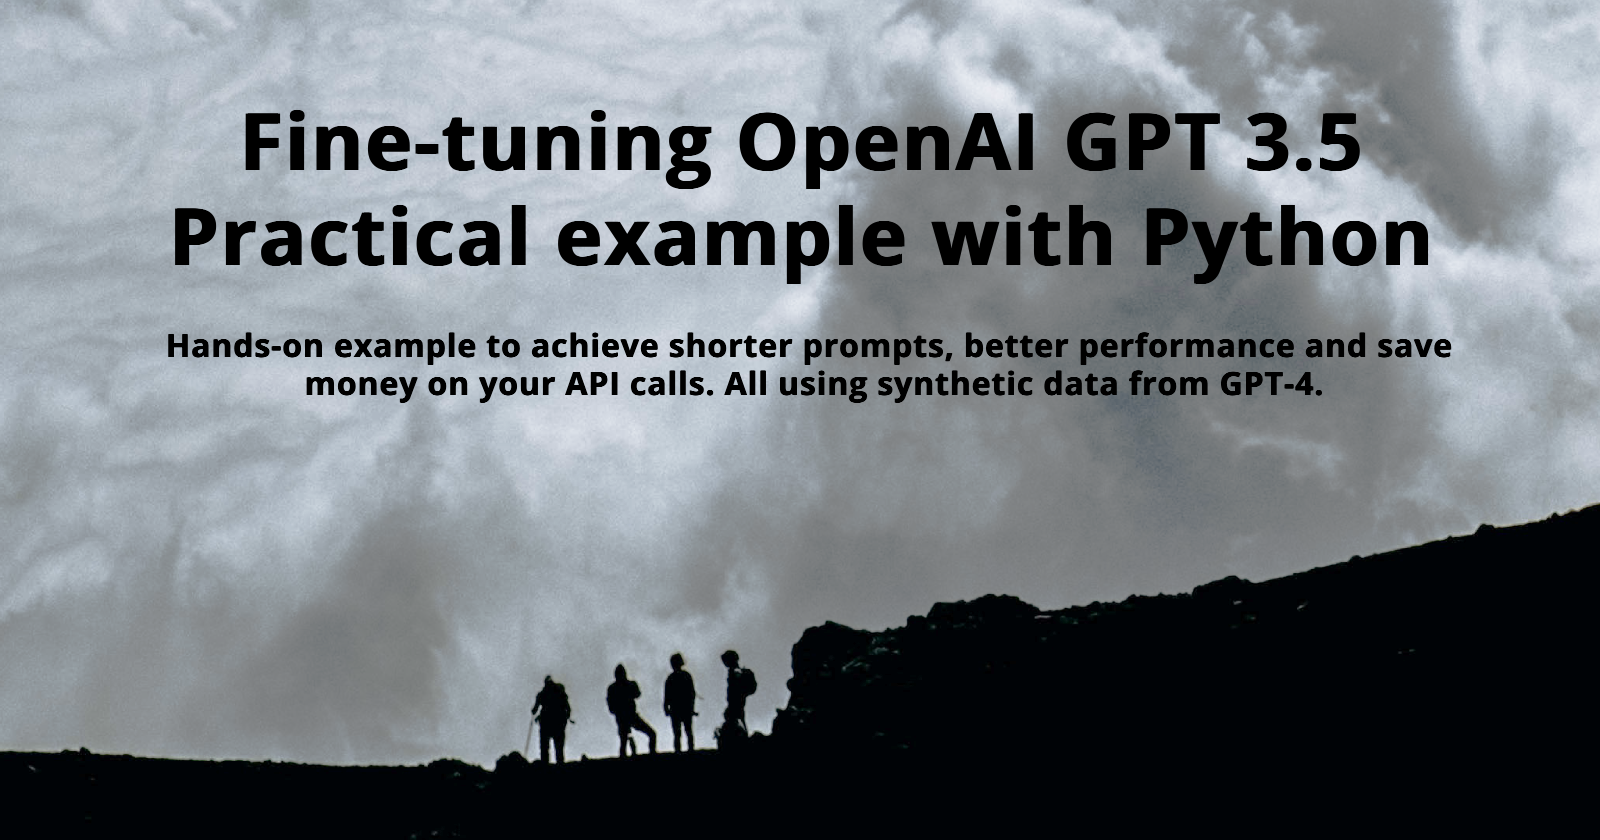 Fine-tuning OpenAI GPT 3.5
Practical example with Python
Hands-on example to achieve shorter prompts, better performance and save
money on your API calls. All using synthetic data from GPT-4.